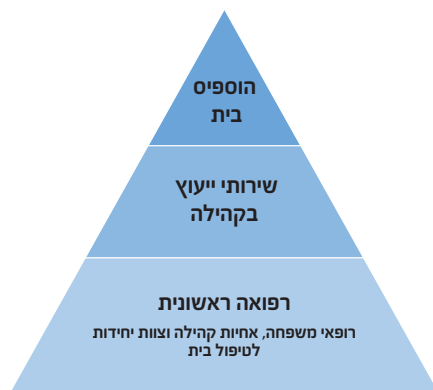 הוספיס
בית
שירותי ייעוץ
בקהילה
רפואה ראשונית
רופאי משפחה, אחיות קהילה וצוות יחידות
לטיפול בית